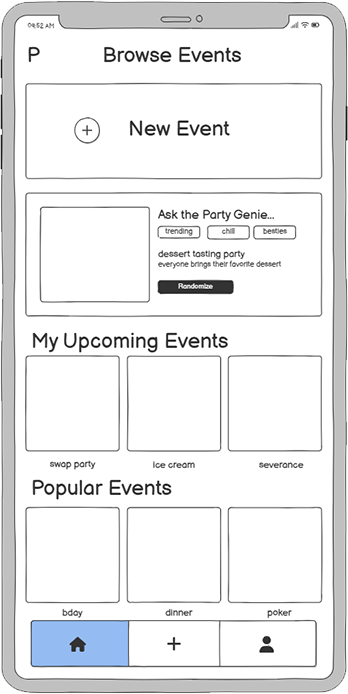 09:52 AM
P Browse Events
New Event
Ask the Party Genie...
trending chill besties
dessert tasting party
everyone brings their favorite dessert
Randomize
My Upcoming Events
swap party Ice cream severance
Popular Events
bday dinner poker